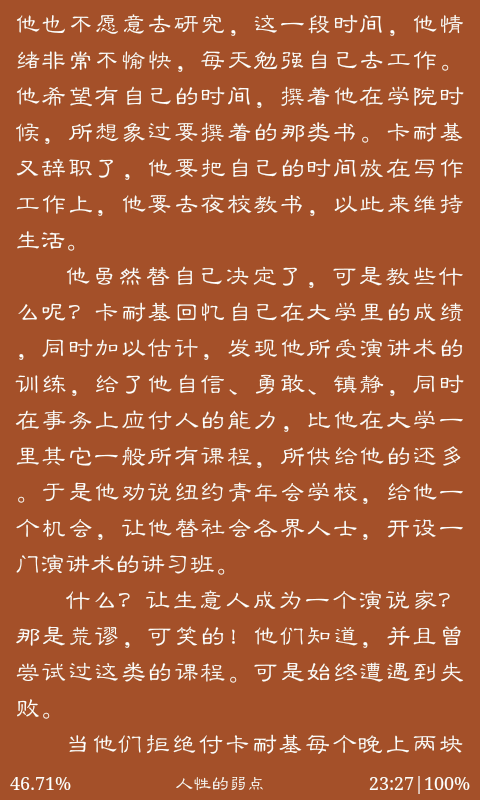 他也不愿意去研究，这一段时间，他情
绪非常不愉快，每天勉强自己去工作。
他希望有自己的时间，撰着他在学院时
候，所想象过要撰着的那类书。卡耐基
又辞职了，他要把自己的时间放在写作
工作上，他要去夜校教书，以此来维持
生活。
他虽然替自己决定了，可是教些什
么呢？卡耐基回忆自己在大学里的成绩
，同时加以估计，发现他所受演讲术的
训练，给了他自信、勇敢、镇静，同时
在事务上应付人的能力，比他在大学一
里其它一般所有课程，所供给他的还多
。于是他劝说纽约青年会学校，给他一
个机会，让他替社会各界人士，开设一
门演讲术的讲习班。
什么？让生意人成为一个演说家？
那是荒谬，可笑的！他们知道，并且曾
尝试过这类的课程。可是始终遭遇到失
败。
当他们拒绝付卡耐基每个晚上两块
46.71% 人性的弱点 23:27|100%